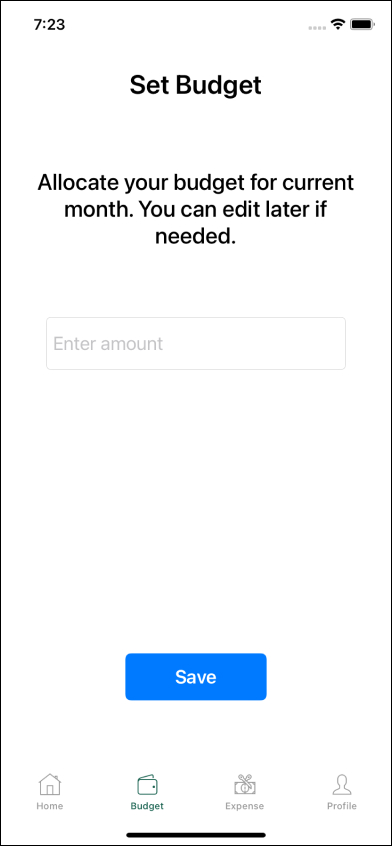 7:23
Set Budget
Allocate your budget for current
month. You can edit later if
needed.
Enter amount
Save
Home Budget Expense Profile